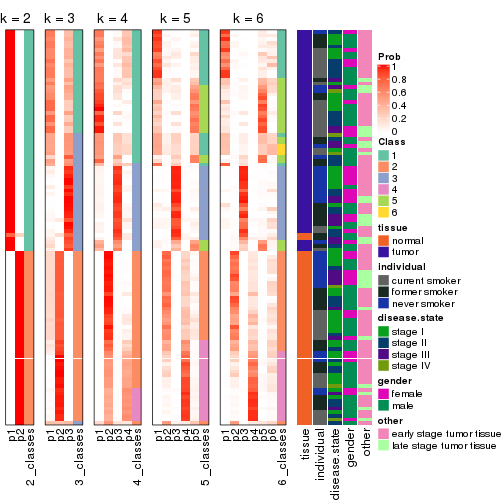 k = 2 k = 3 k = 4 k = 5 k = 6
p1 p2 2_classes p1 p2 p3 3_classes p1 p2 p3 p4 4_classes p1 p2 p3 p4 p5 5_classes p1 p2 p3 p4 p5 p6 6_classes tissue individual disease.state gender other
Prob
1
0.8
0.6
0.4
0.2
0
Class
1
2
3
4
5
6
tissue
normal
tumor
individual
current smoker
former smoker
never smoker
disease.state
stage I
stage II
stage III
stage IV
gender
female
male
other
early stage tumor tissue
late stage tumor tissue